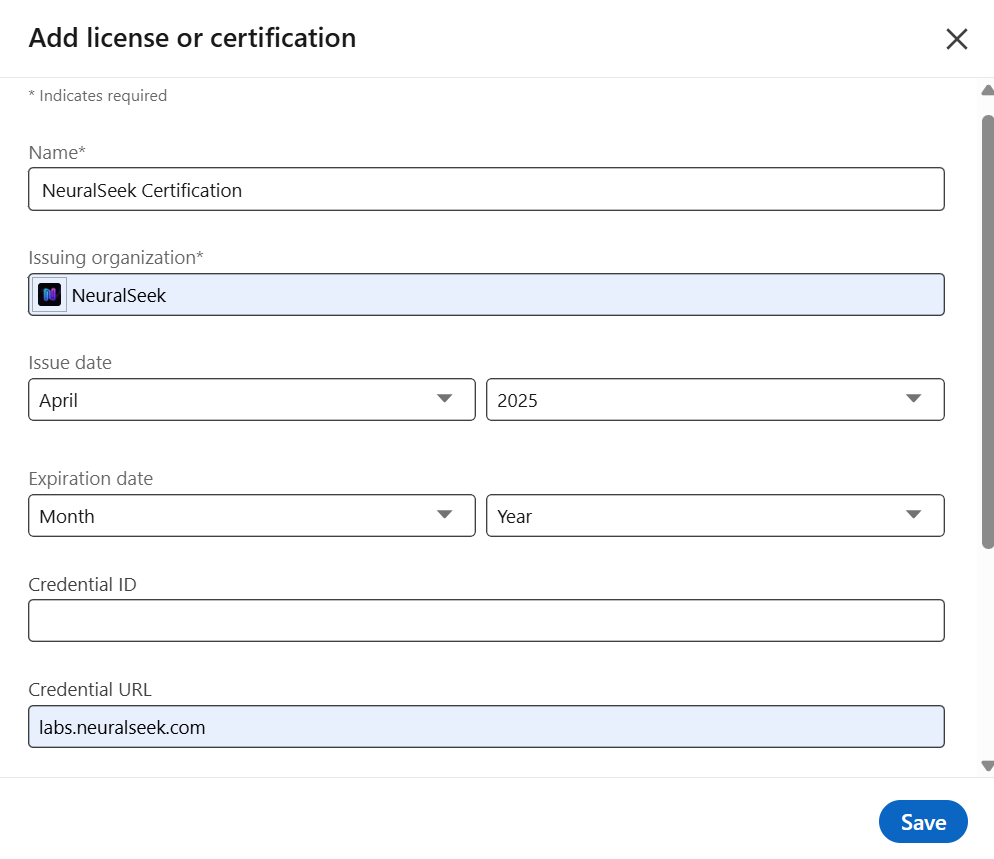 Add license or certification
* Indicates required
Name*
NeuralSeek Certification
Issuing organization*
NeuralSeek
Issue date
April 2025
Expiration date
Month Year
Credential ID
Credential URL
labs.neuralseek.com
Save